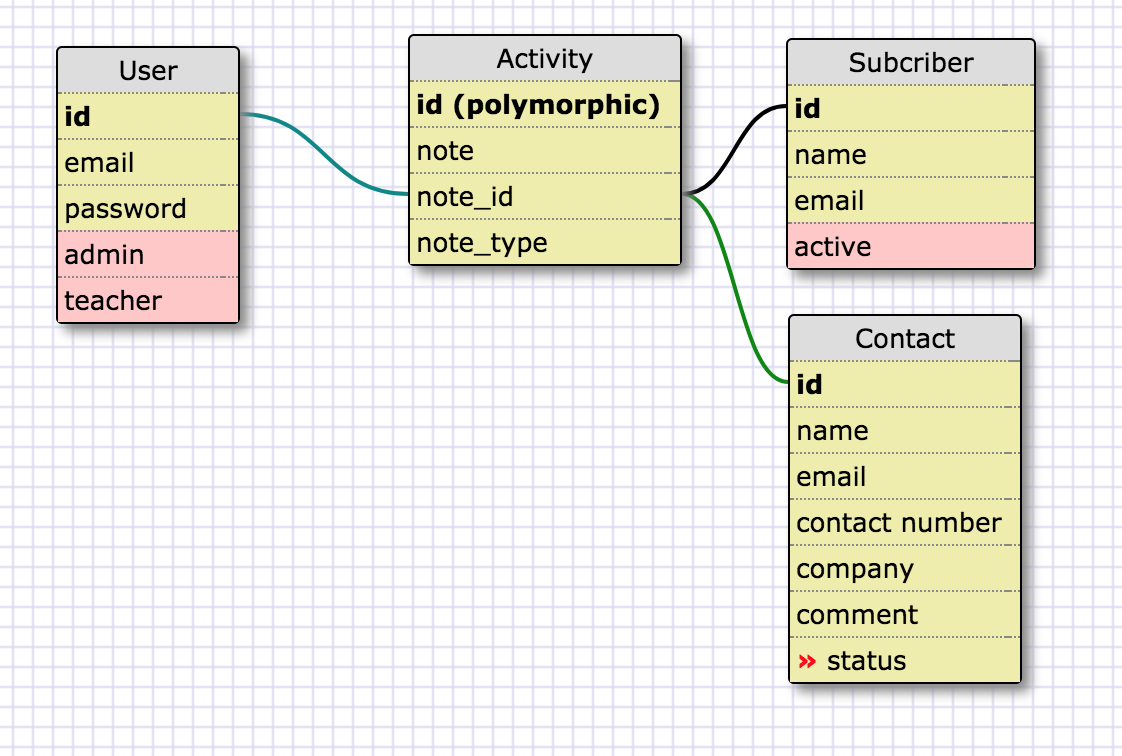 User
id
email
password
admin
teacher
Activity
id (polymorphic)
note
note_id
note_type
Subcriber
id
name
email
active
Contact
id
name
email
contact number
company
comment
» status